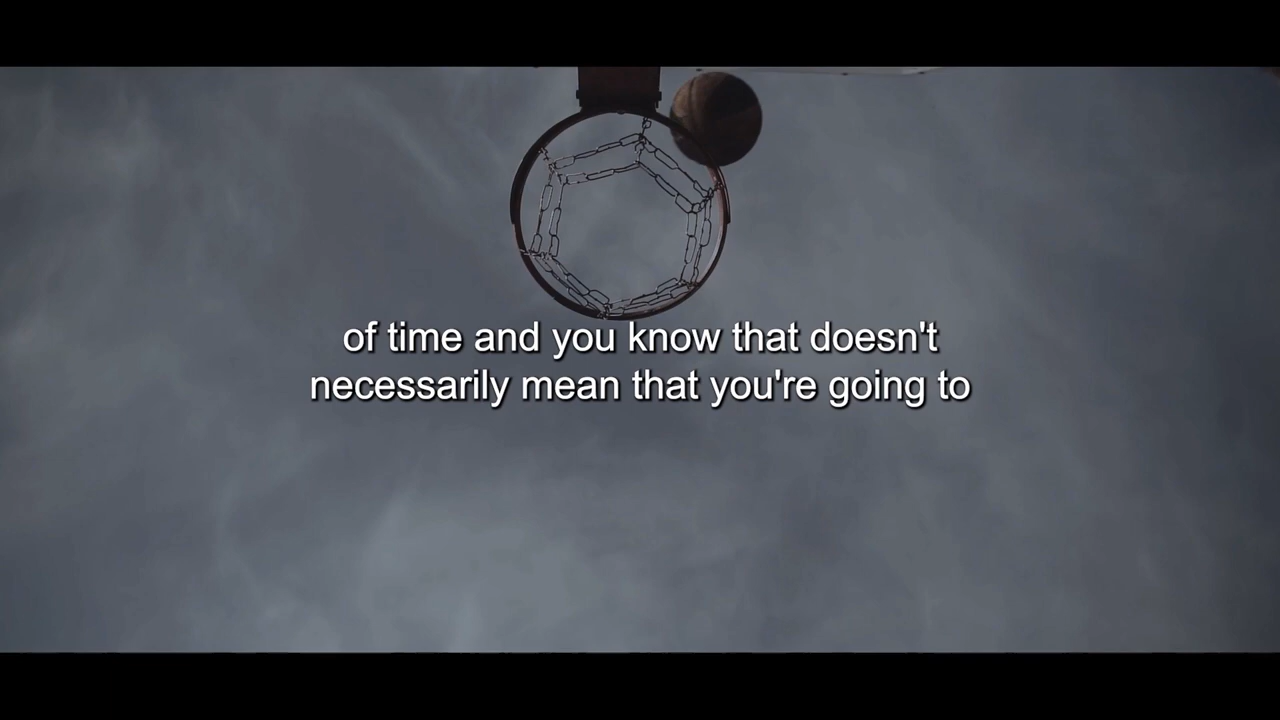 of time and you know that doesn't
necessarily mean that you're going to